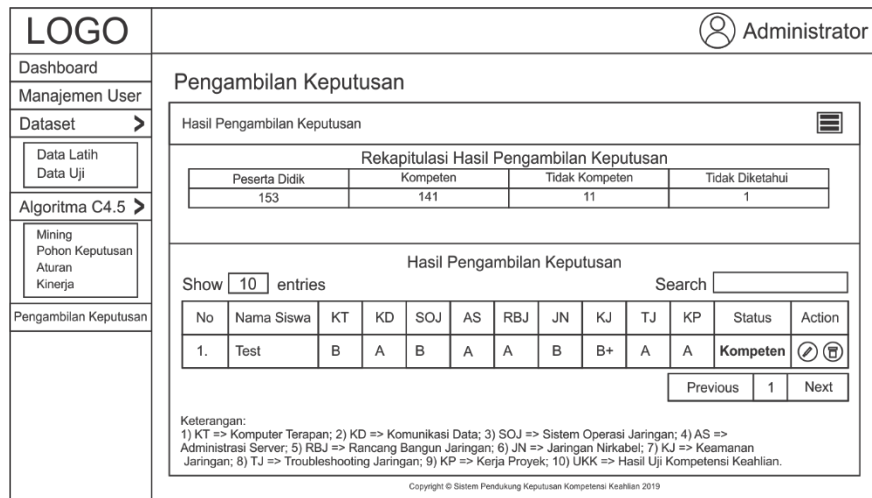 LOGO
Administrator
Dashboard
Manajemen User
Dataset >
Data Latih
Data Uji
Algoritma C4.5 >
Mining
Pohon Keputusan
Aturan
Kinerja
Pengambilan Keputusan
Pengambilan Keputusan
Hasil Pengambilan Keputusan
Rekapitulasi Hasil Pengambilan Keputusan
Peserta Didik Kompeten Tidak Kompeten Tidak Diketahui
153 141 11 1
Hasil Pengambilan Keputusan
Show 10 entries Search
No Nama Siswa KT KD SOJ AS RBJ JN KJ TJ KP Status Action
1. Test B A B A A B B+ A A Kompeten
Previous 1 Next
Keterangan:
1) KT => Komputer Terapan; 2) KD => Komunikasi Data; 3) SOJ => Sistem Operasi Jaringan; 4) AS =>
Administrasi Server; 5) RBJ => Rancang Bangun Jaringan; 6) JN => Jaringan Nirkabel; 7) KJ => Keamanan
Jaringan; 8) TJ => Troubleshooting Jaringan; 9) KP => Kerja Proyek; 10) UKK => Hasil Uji Kompetensi Keahlian.
Copyright © Sistem Pendukung Keputusan Kompetensi Keahlian 2019